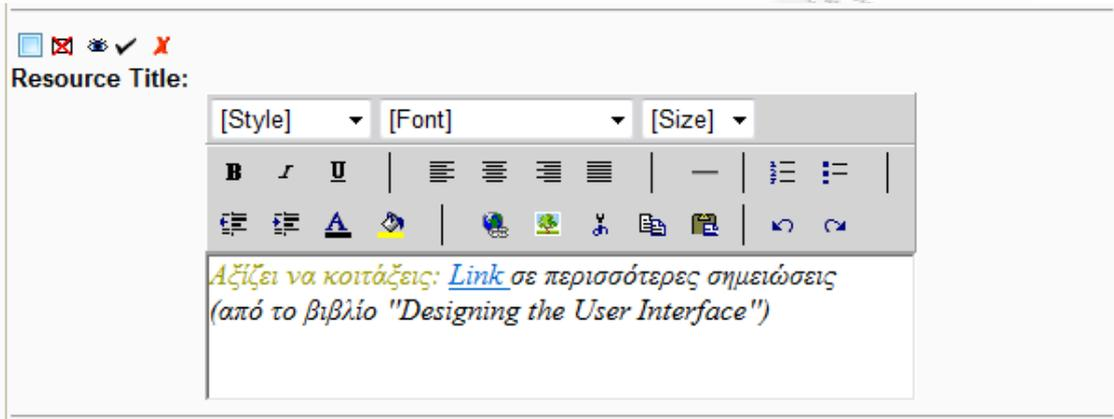 Resource Title:
[Style] [Font] [Size]
B I U
A
Αξίζει να κοιτάξεις: Link σε περισσότερες σημειώσεις
(από το βιβλίο "Designing the User Interface")